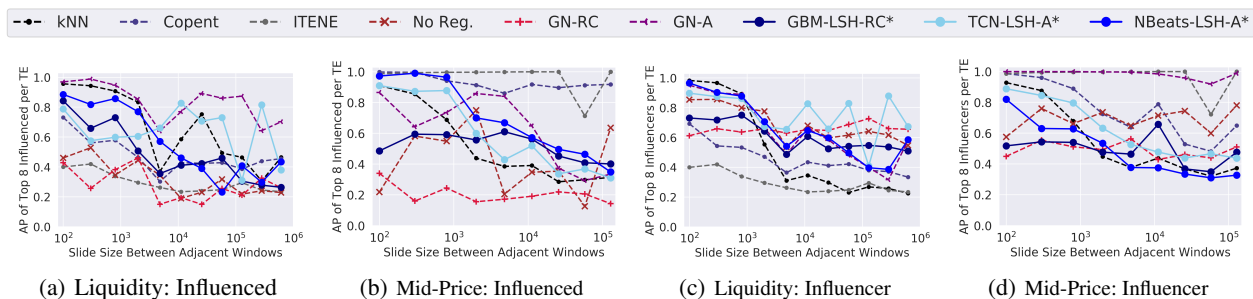 kNN Copent ITENE No Reg. GN-RC GN-A GBM-LSH-RC* TCN-LSH-A* NBeats-LSH-A*
AP of Top 8 Influenced per TE
1.0
0.8
0.6
0.4
0.2
0.0
10² 10³ 10⁴ 10⁵ 10⁶
Slide Size Between Adjacent Windows
(a) Liquidity: Influenced
AP of Top 8 Influenced per TE
1.0
0.8
0.6
0.4
0.2
0.0
10² 10³ 10⁴ 10⁵
Slide Size Between Adjacent Windows
(b) Mid-Price: Influenced
AP of Top 8 Influencers per TE
1.0
0.8
0.6
0.4
0.2
0.0
10² 10³ 10⁴ 10⁵
Slide Size Between Adjacent Windows
(c) Liquidity: Influencer
AP of Top 8 Influencers per TE
1.0
0.8
0.6
0.4
0.2
0.0
10² 10³ 10⁴ 10⁵
Slide Size Between Adjacent Windows
(d) Mid-Price: Influencer